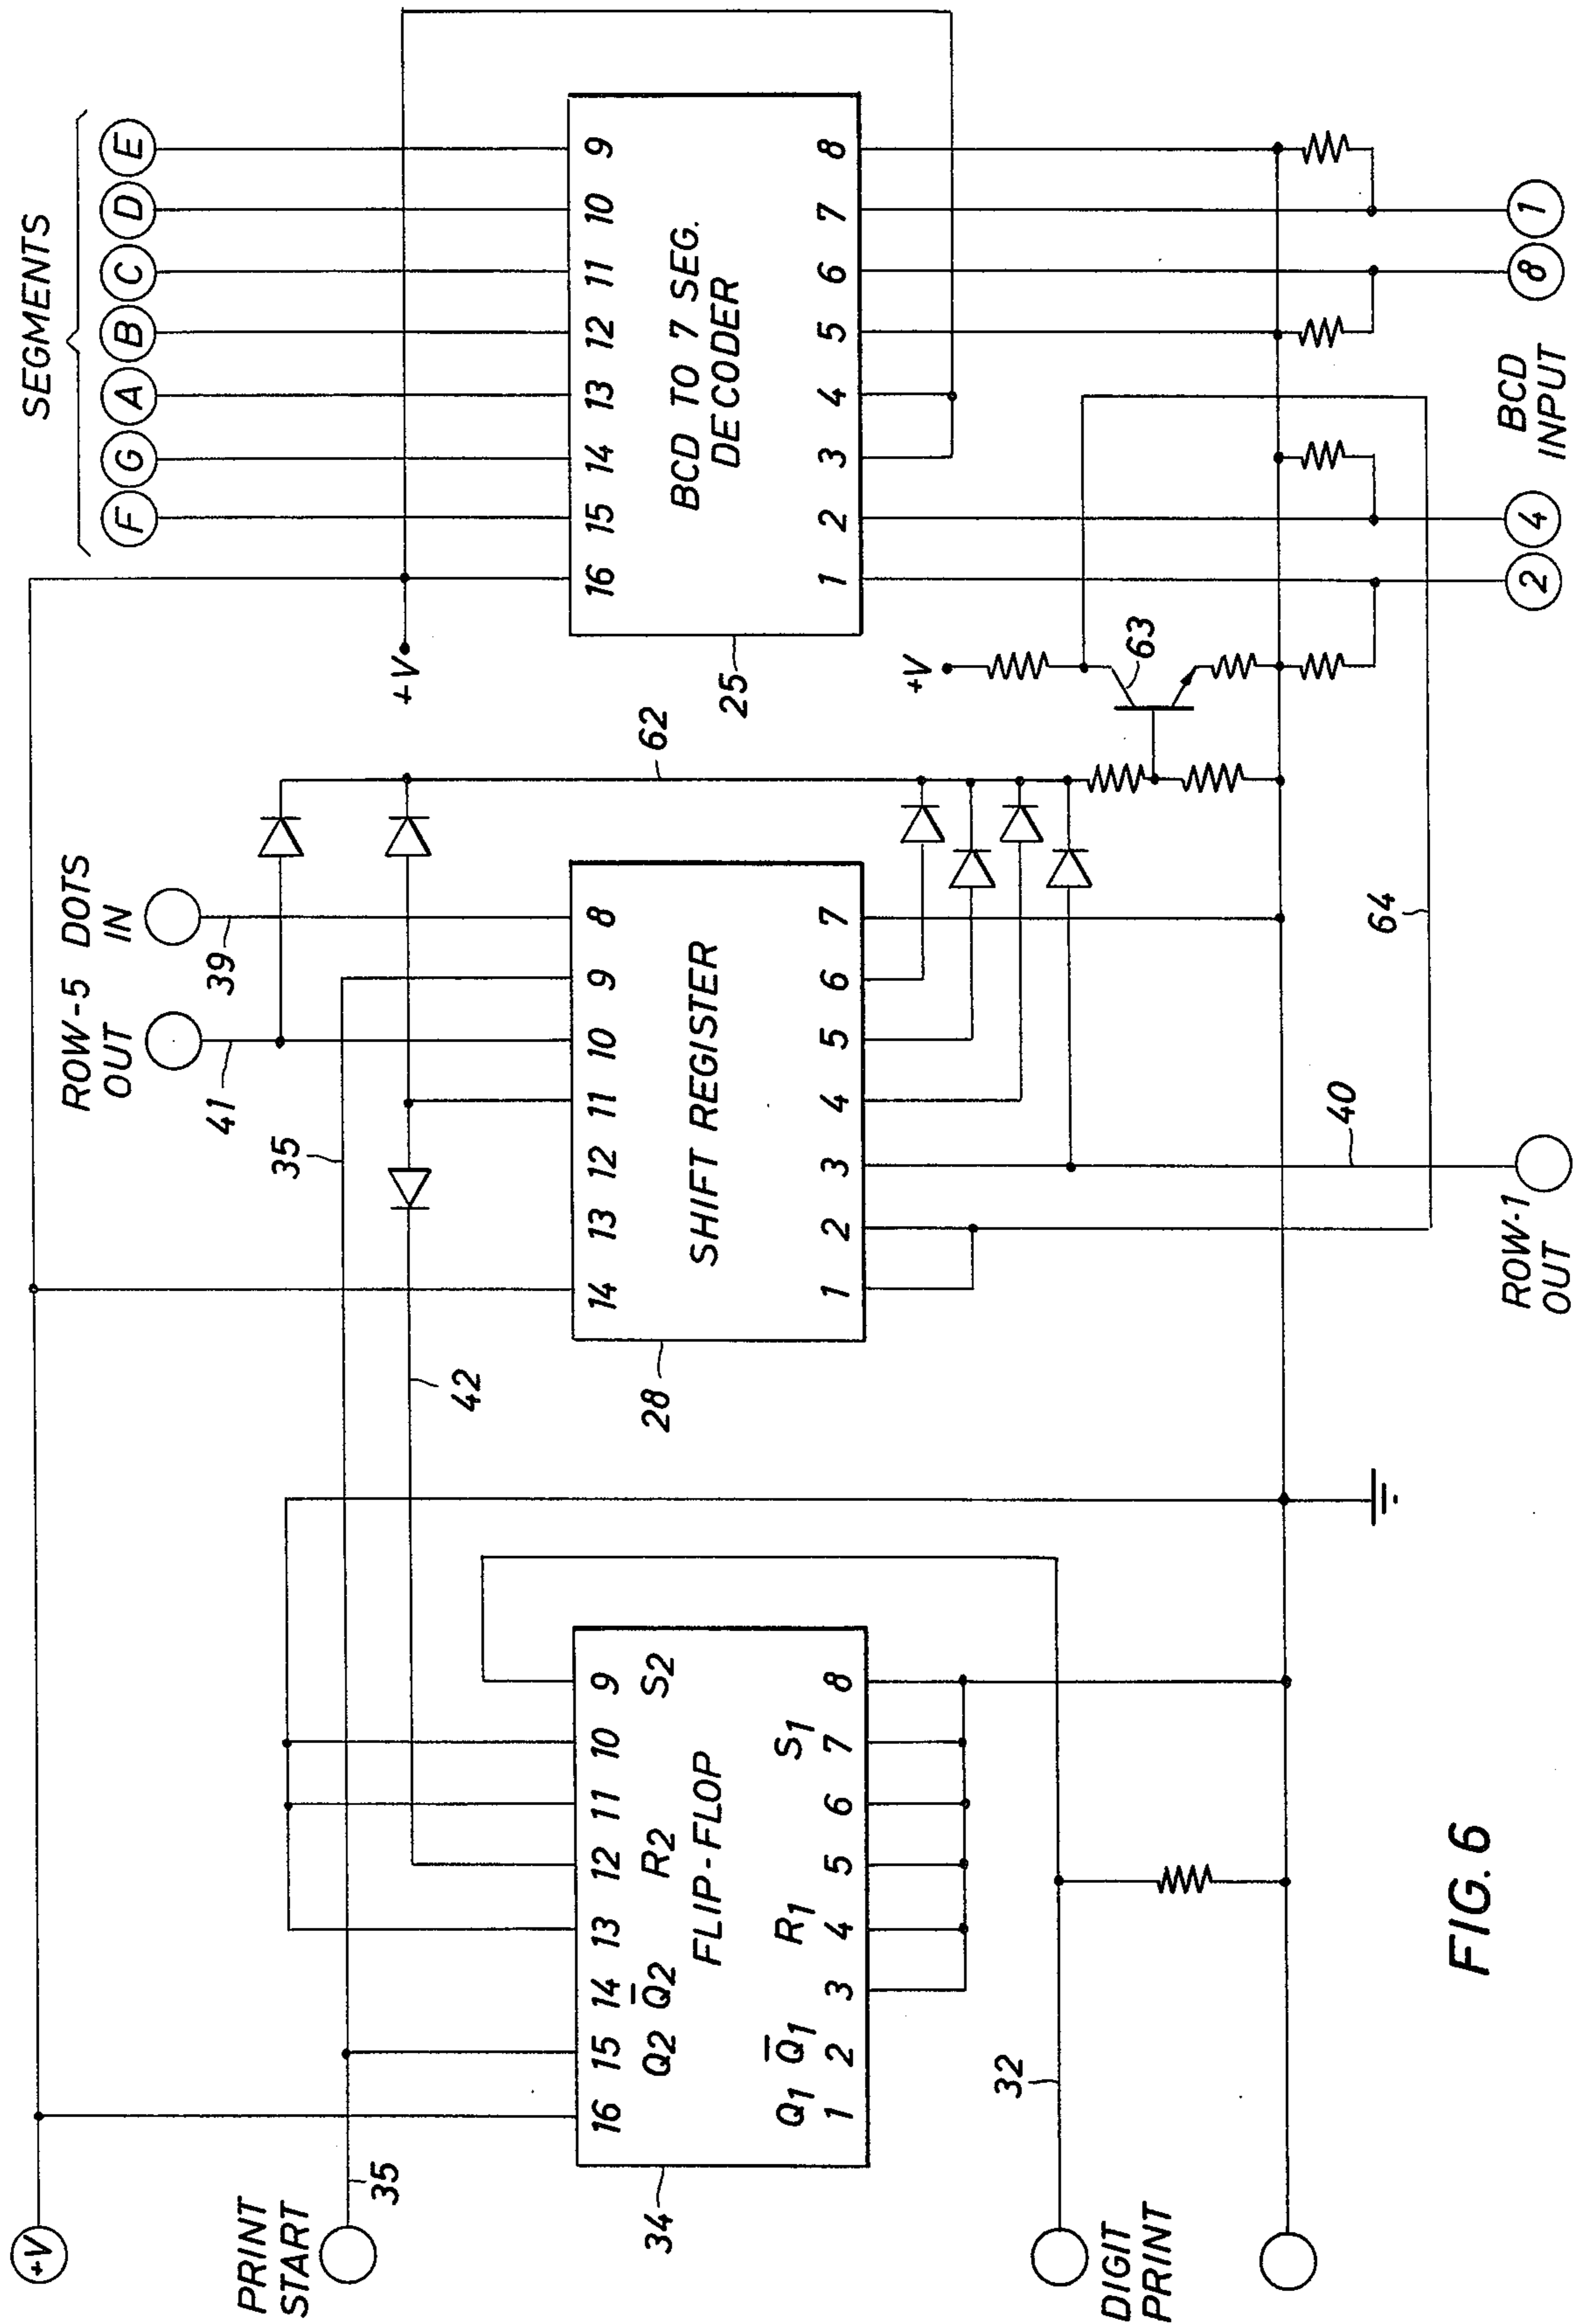 +V
SEGMENTS
F G A B C D E
ROW-5 DOTS
OUT IN
PRINT
START
35
35
41
39
42
+V
62
16 15 14 13 12 11 10 9
Q2 Q̅2 R2 S2
FLIP-FLOP
R1 S1
Q1 Q̅1
1 2 3 4 5 6 7 8
34
14 13 12 11 10 9 8
SHIFT REGISTER
1 2 3 4 5 6 7
28
16 15 14 13 12 11 10 9
BCD TO 7 SEG.
DECODER
1 2 3 4 5 6 7 8
25
+V
63
32
40
64
DIGIT
PRINT
ROW-1
OUT
2 4 8 1
BCD
INPUT
FIG. 6